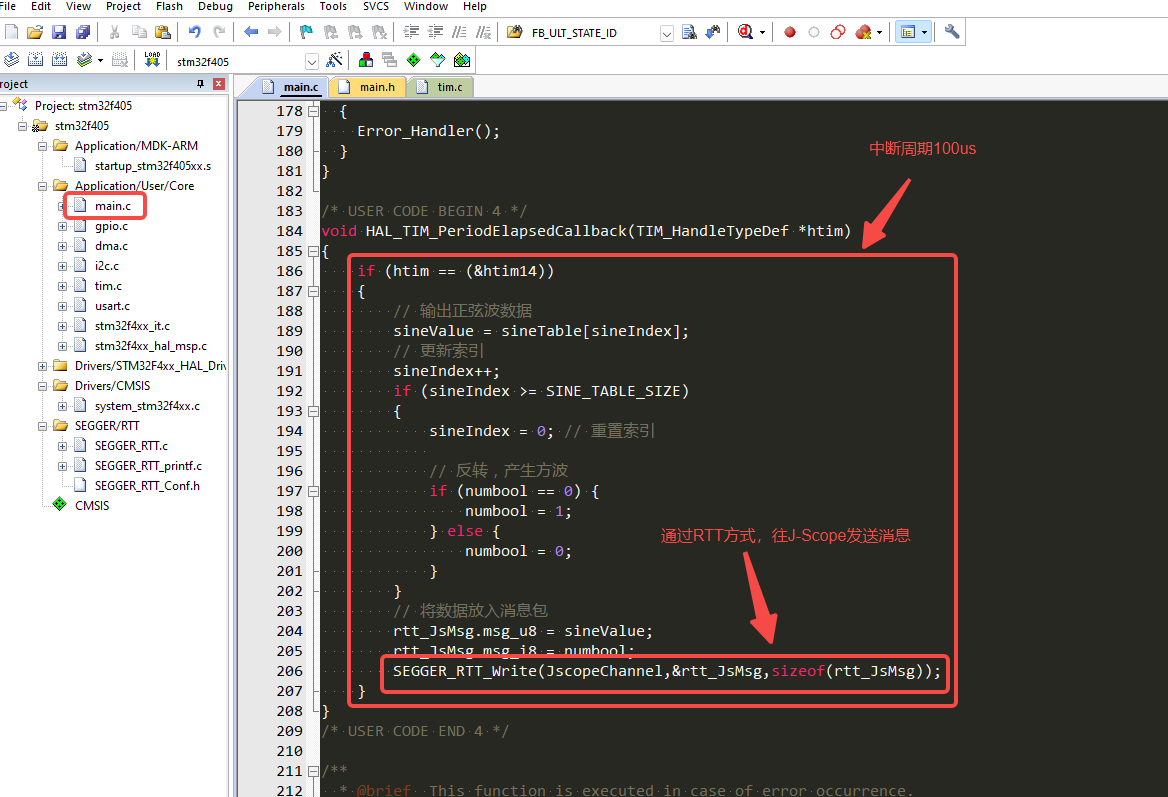 File Edit View Project Flash Debug Peripherals Tools SVCS Window Help
FB_ULT_STATE_ID
LOAD
stm32f405
roject
main.c main.h tim.c
Project: stm32f405
stm32f405
Application/MDK-ARM
startup_stm32f405xx.s
Application/User/Core
main.c
gpio.c
dma.c
i2c.c
tim.c
usart.c
stm32f4xx_it.c
stm32f4xx_hal_msp.c
Drivers/STM32F4xx_HAL_Driv
Drivers/CMSIS
system_stm32f4xx.c
SEGGER/RTT
SEGGER_RTT.c
SEGGER_RTT_printf.c
SEGGER_RTT_Conf.h
CMSIS
178 {
179 Error_Handler();
180 }
181 }
182
183 /* USER CODE BEGIN 4 */
184 void HAL_TIM_PeriodElapsedCallback(TIM_HandleTypeDef *htim)
185 {
186 if (htim == (&htim14))
187 {
188 // 输出正弦波数据
189 sineValue = sineTable[sineIndex];
190 // 更新索引
191 sineIndex++;
192 if (sineIndex >= SINE_TABLE_SIZE)
193 {
194 sineIndex = 0; // 重置索引
195
196 // 反转，产生方波
197 if (numbool == 0) {
198 numbool = 1;
199 } else {
200 numbool = 0;
201 }
202 }
203 // 将数据放入消息包
204 rtt_JsMsg.msg_u8 = sineValue;
205 rtt_JsMsg.msg_i8 = numbool;
206 SEGGER_RTT_Write(JscopeChannel,&rtt_JsMsg,sizeof(rtt_JsMsg));
207 }
208 }
209 /* USER CODE END 4 */
210
211 /**
212 * @brief This function is executed in case of error occurrence.
中断周期100us
通过RTT方式，往J-Scope发送消息